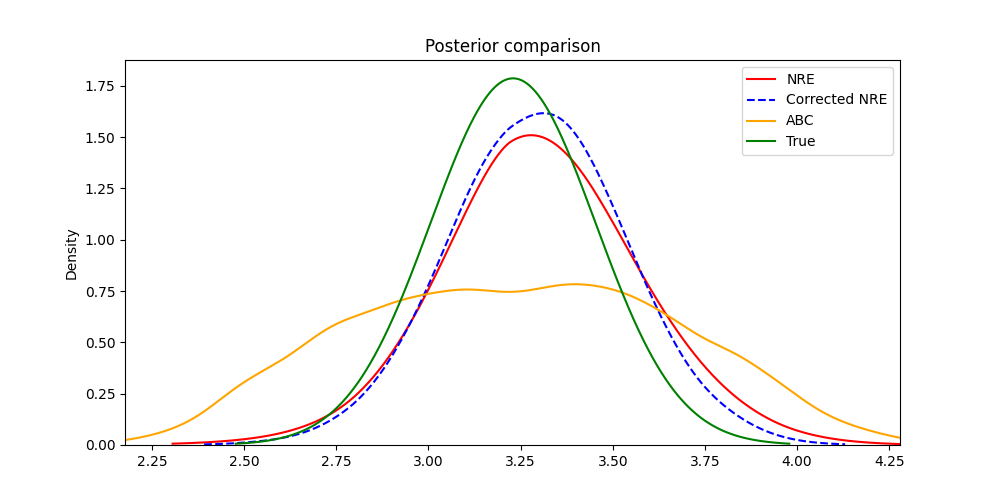 Posterior comparison
NRE
Corrected NRE
ABC
True
Density
1.75
1.50
1.25
1.00
0.75
0.50
0.25
0.00
2.25 2.50 2.75 3.00 3.25 3.50 3.75 4.00 4.25